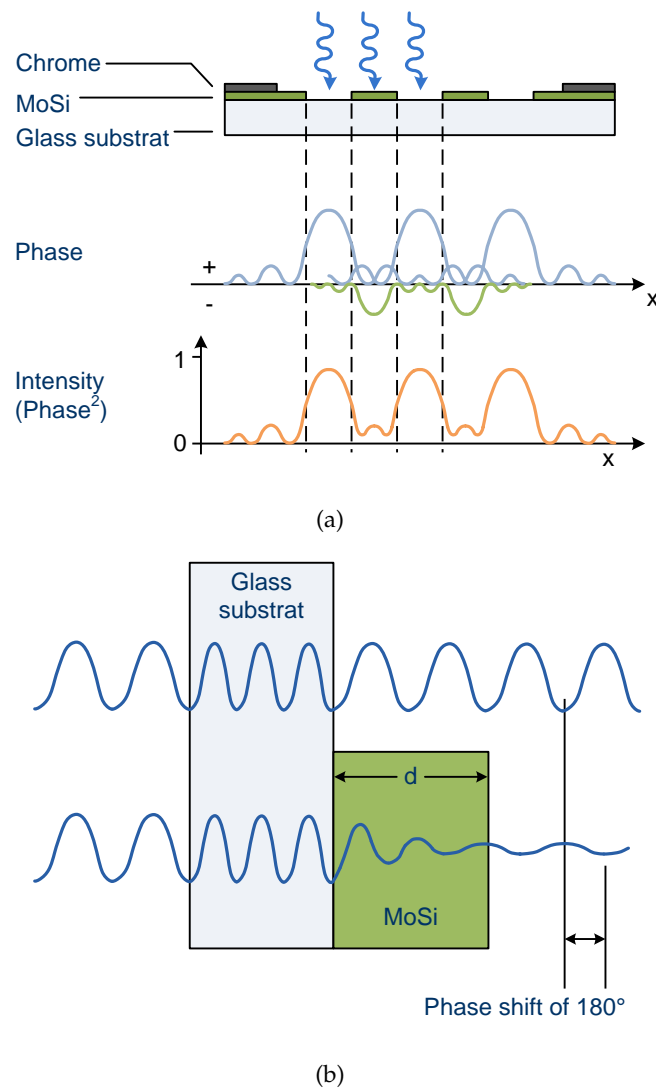 Chrome
MoSi
Glass substrat
Phase
+
-
x
1
Intensity
(Phase²)
0
x
(a)
Glass
substrat
d
MoSi
Phase shift of 180°
(b)